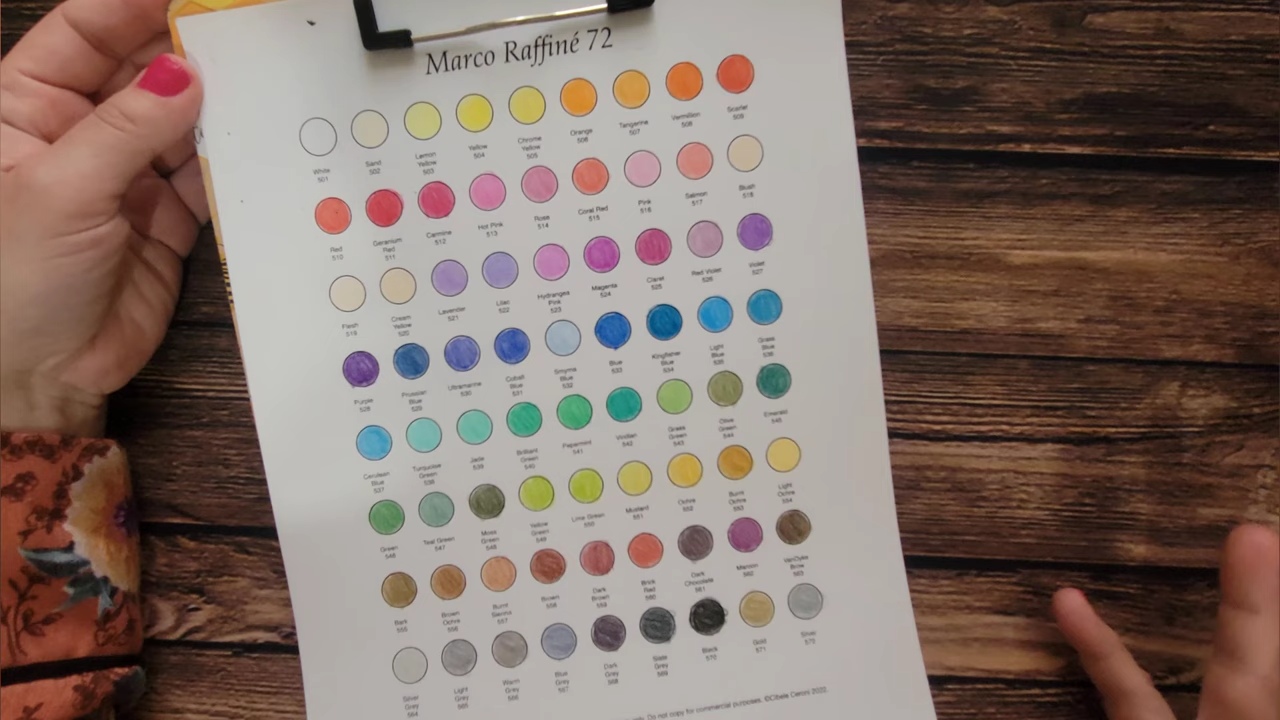 Marco Raffiné 72
White Sand Lemon Yellow Chrome Orange Tangerine Vermillion Scarlet
501 502 Yellow 504 Yellow 506 507 508 509
503 505
Red Geranium Carmine Hot Pink Rose Coral Red Pink Salmon Blush
510 Red 512 513 514 515 516 517 518
511
Flesh Cream Lavender Lilac Hydrangea Magenta Claret Red Violet Violet
519 Yellow 521 522 Pink 524 525 526 527
520 523
Purple Prussian Ultramarine Cobalt Smyrna Blue Kingfisher Light Grass
528 Blue 530 Blue Blue 533 Blue Blue Blue
529 531 532 534 535 536
Cerulean Turquoise Jade Brilliant Peppermint Viridian Grass Olive Emerald
Blue Green 539 Green 541 542 Green Green 545
537 538 540 543 544
Green Teal Green Moss Yellow Lime Green Mustard Ochre Burnt Light
546 547 Green Green 550 551 552 Ochre Ochre
548 549 553 554
Bark Brown Burnt Brown Dark Brick Dark VanDyke
555 Ochre Sienna 558 Brown Red Chocolate 562 563
556 557 559 560 561
Silver Light Warm Blue Dark Slate Black Gold Silver
Grey Grey Grey Grey Grey Grey 570 571 572
564 565 566 567 568 569
Do not copy for commercial purposes. ©Cibele Ceroni 2022.